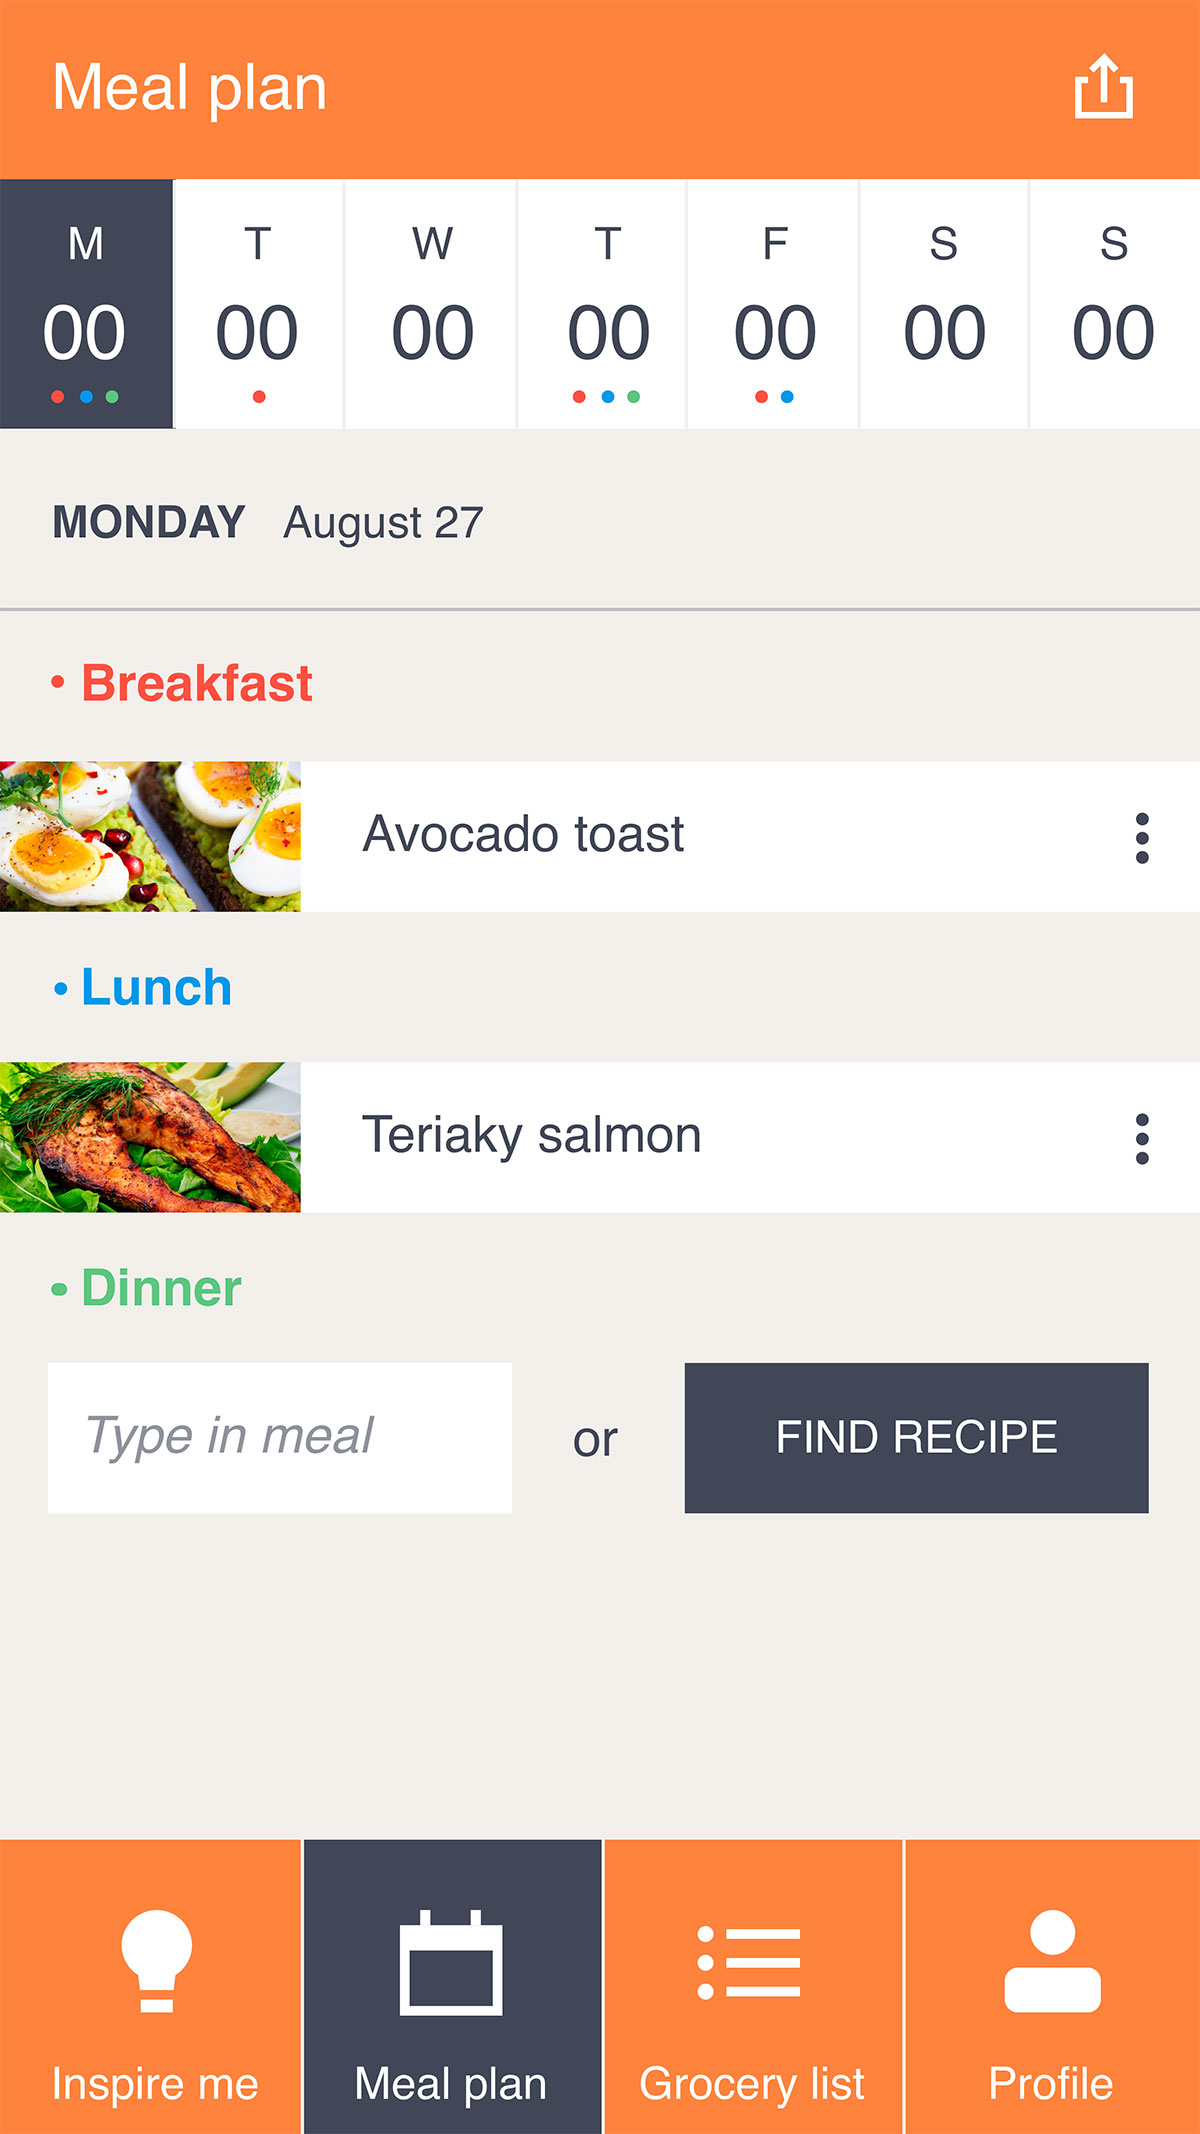 Meal plan
M T W T F S S
00 00 00 00 00 00 00
MONDAY August 27
• Breakfast
Avocado toast
• Lunch
Teriaky salmon
• Dinner
Type in meal or FIND RECIPE
Inspire me Meal plan Grocery list Profile